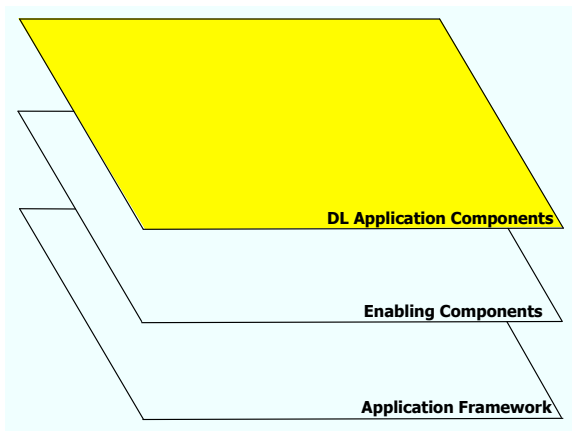 DL Application Components
Enabling Components
Application Framework